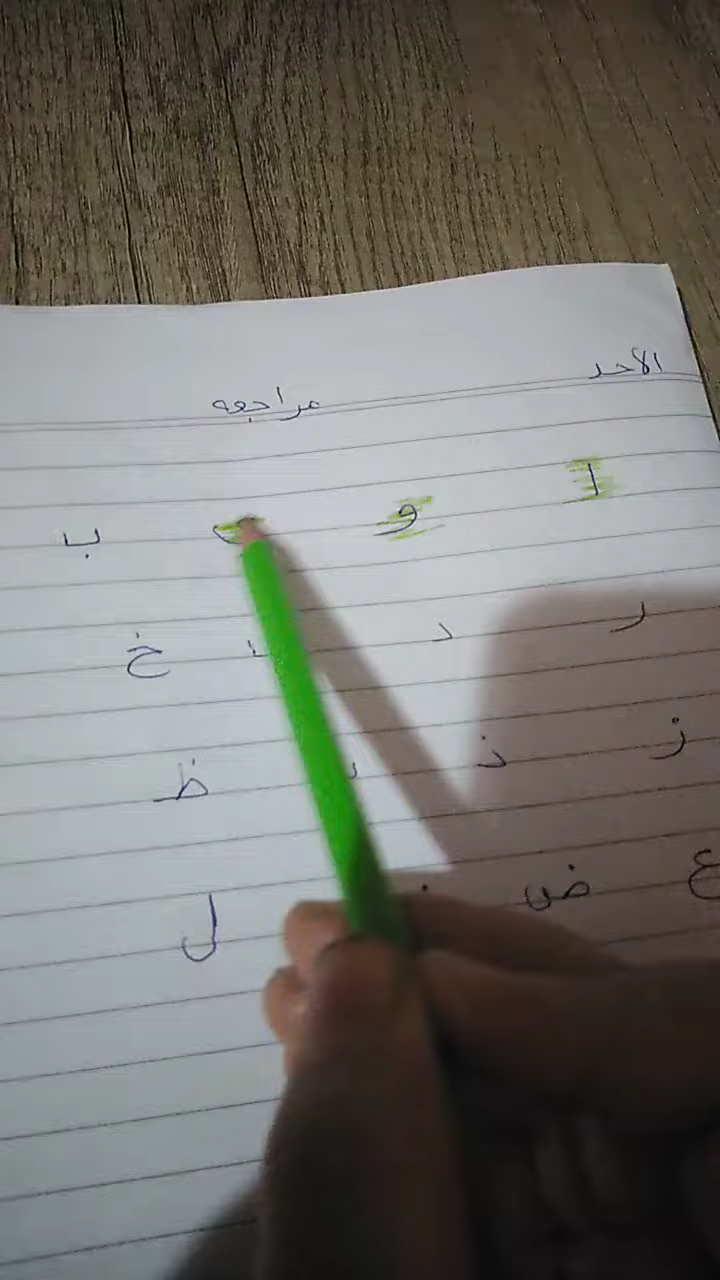 الأحد مراجعه
ا و ب
ر د خ
ز ذ ظ
ع ض ل